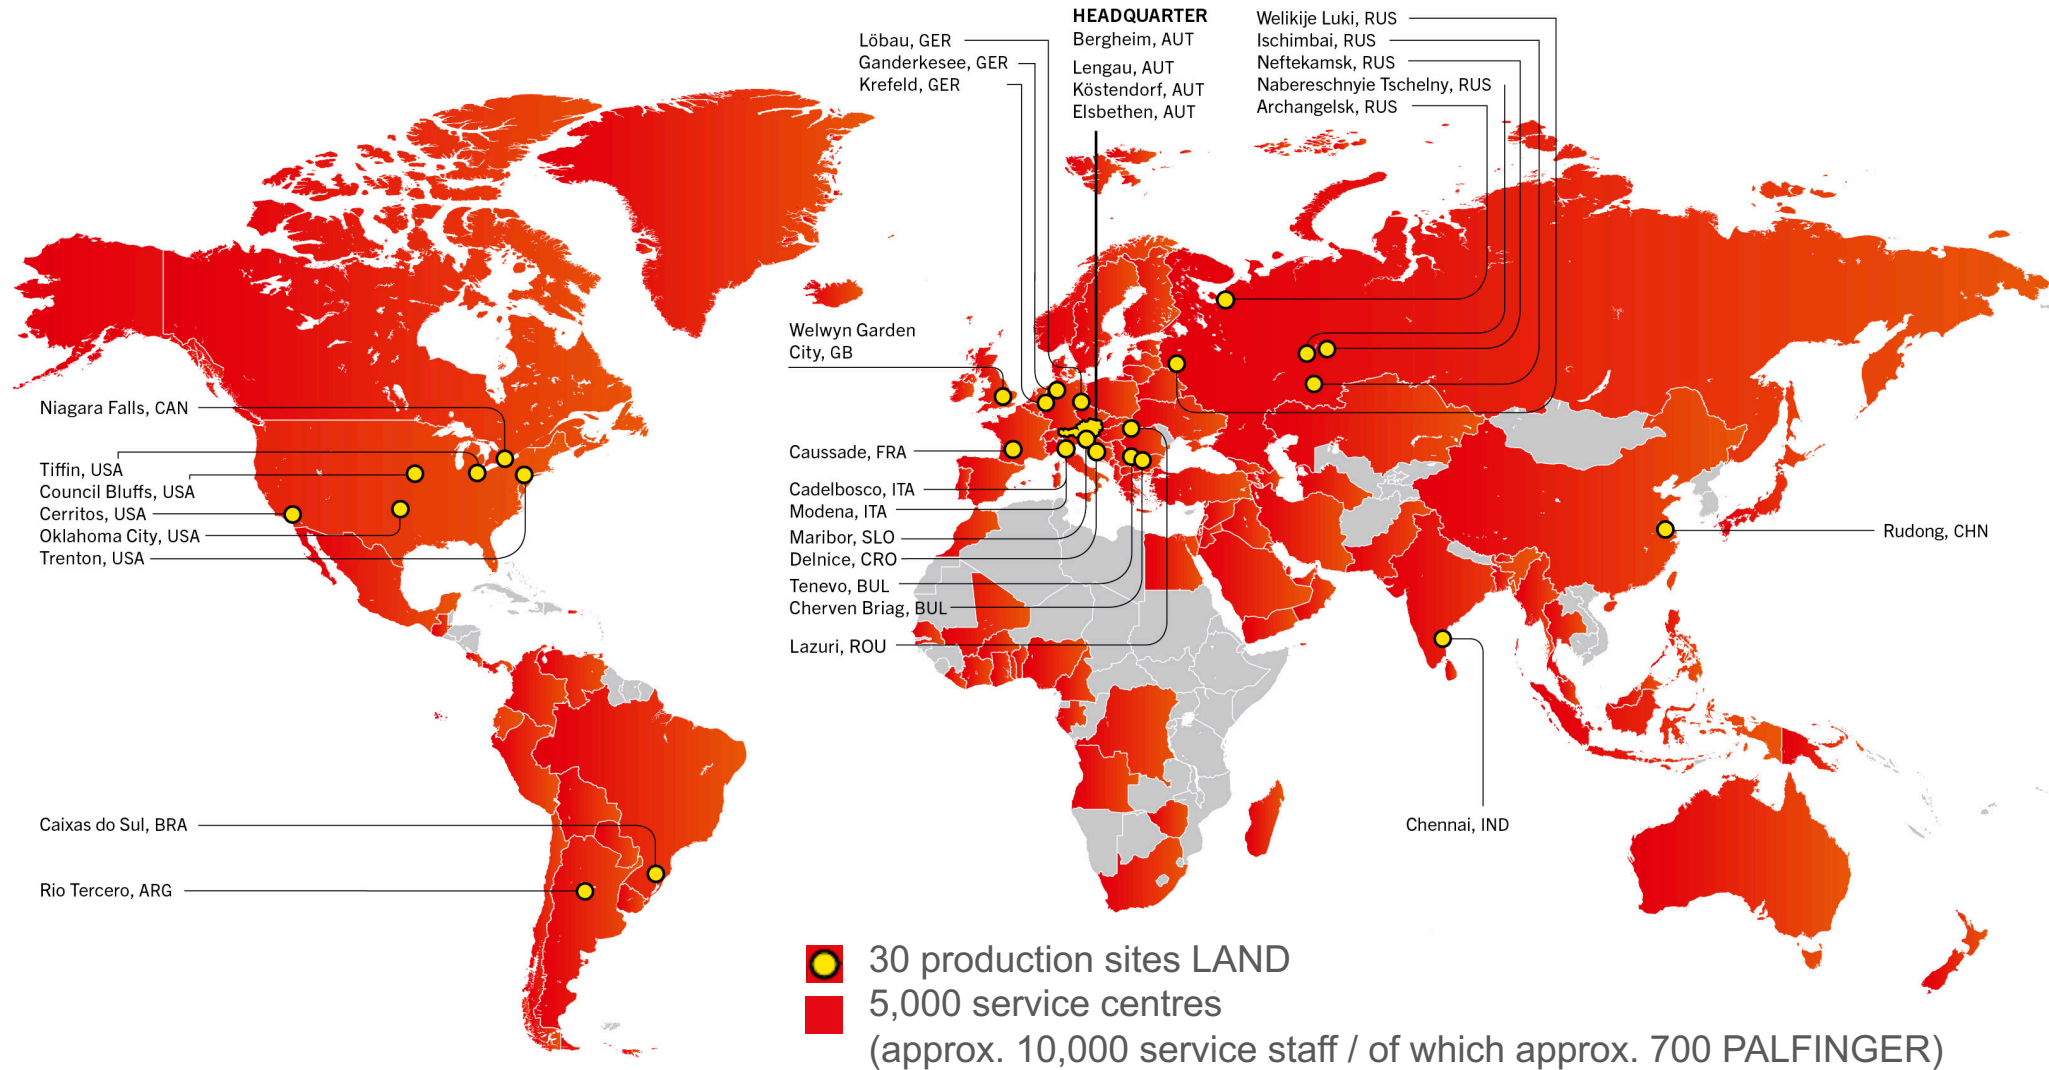 HEADQUARTER
Bergheim, AUT
Lengau, AUT
Köstendorf, AUT
Elsbethen, AUT
Löbau, GER
Ganderkesee, GER
Krefeld, GER
Welikije Luki, RUS
Ischimbai, RUS
Neftekamsk, RUS
Nabereschnyie Tschelny, RUS
Archangelsk, RUS
Welwyn Garden
City, GB
Niagara Falls, CAN
Tiffin, USA
Council Bluffs, USA
Cerritos, USA
Oklahoma City, USA
Trenton, USA
Caussade, FRA
Cadelbosco, ITA
Modena, ITA
Maribor, SLO
Delnice, CRO
Tenevo, BUL
Cherven Briag, BUL
Lazuri, ROU
Rudong, CHN
Chennai, IND
Caixas do Sul, BRA
Rio Tercero, ARG
30 production sites LAND
5,000 service centres
(approx. 10,000 service staff / of which approx. 700 PALFINGER)